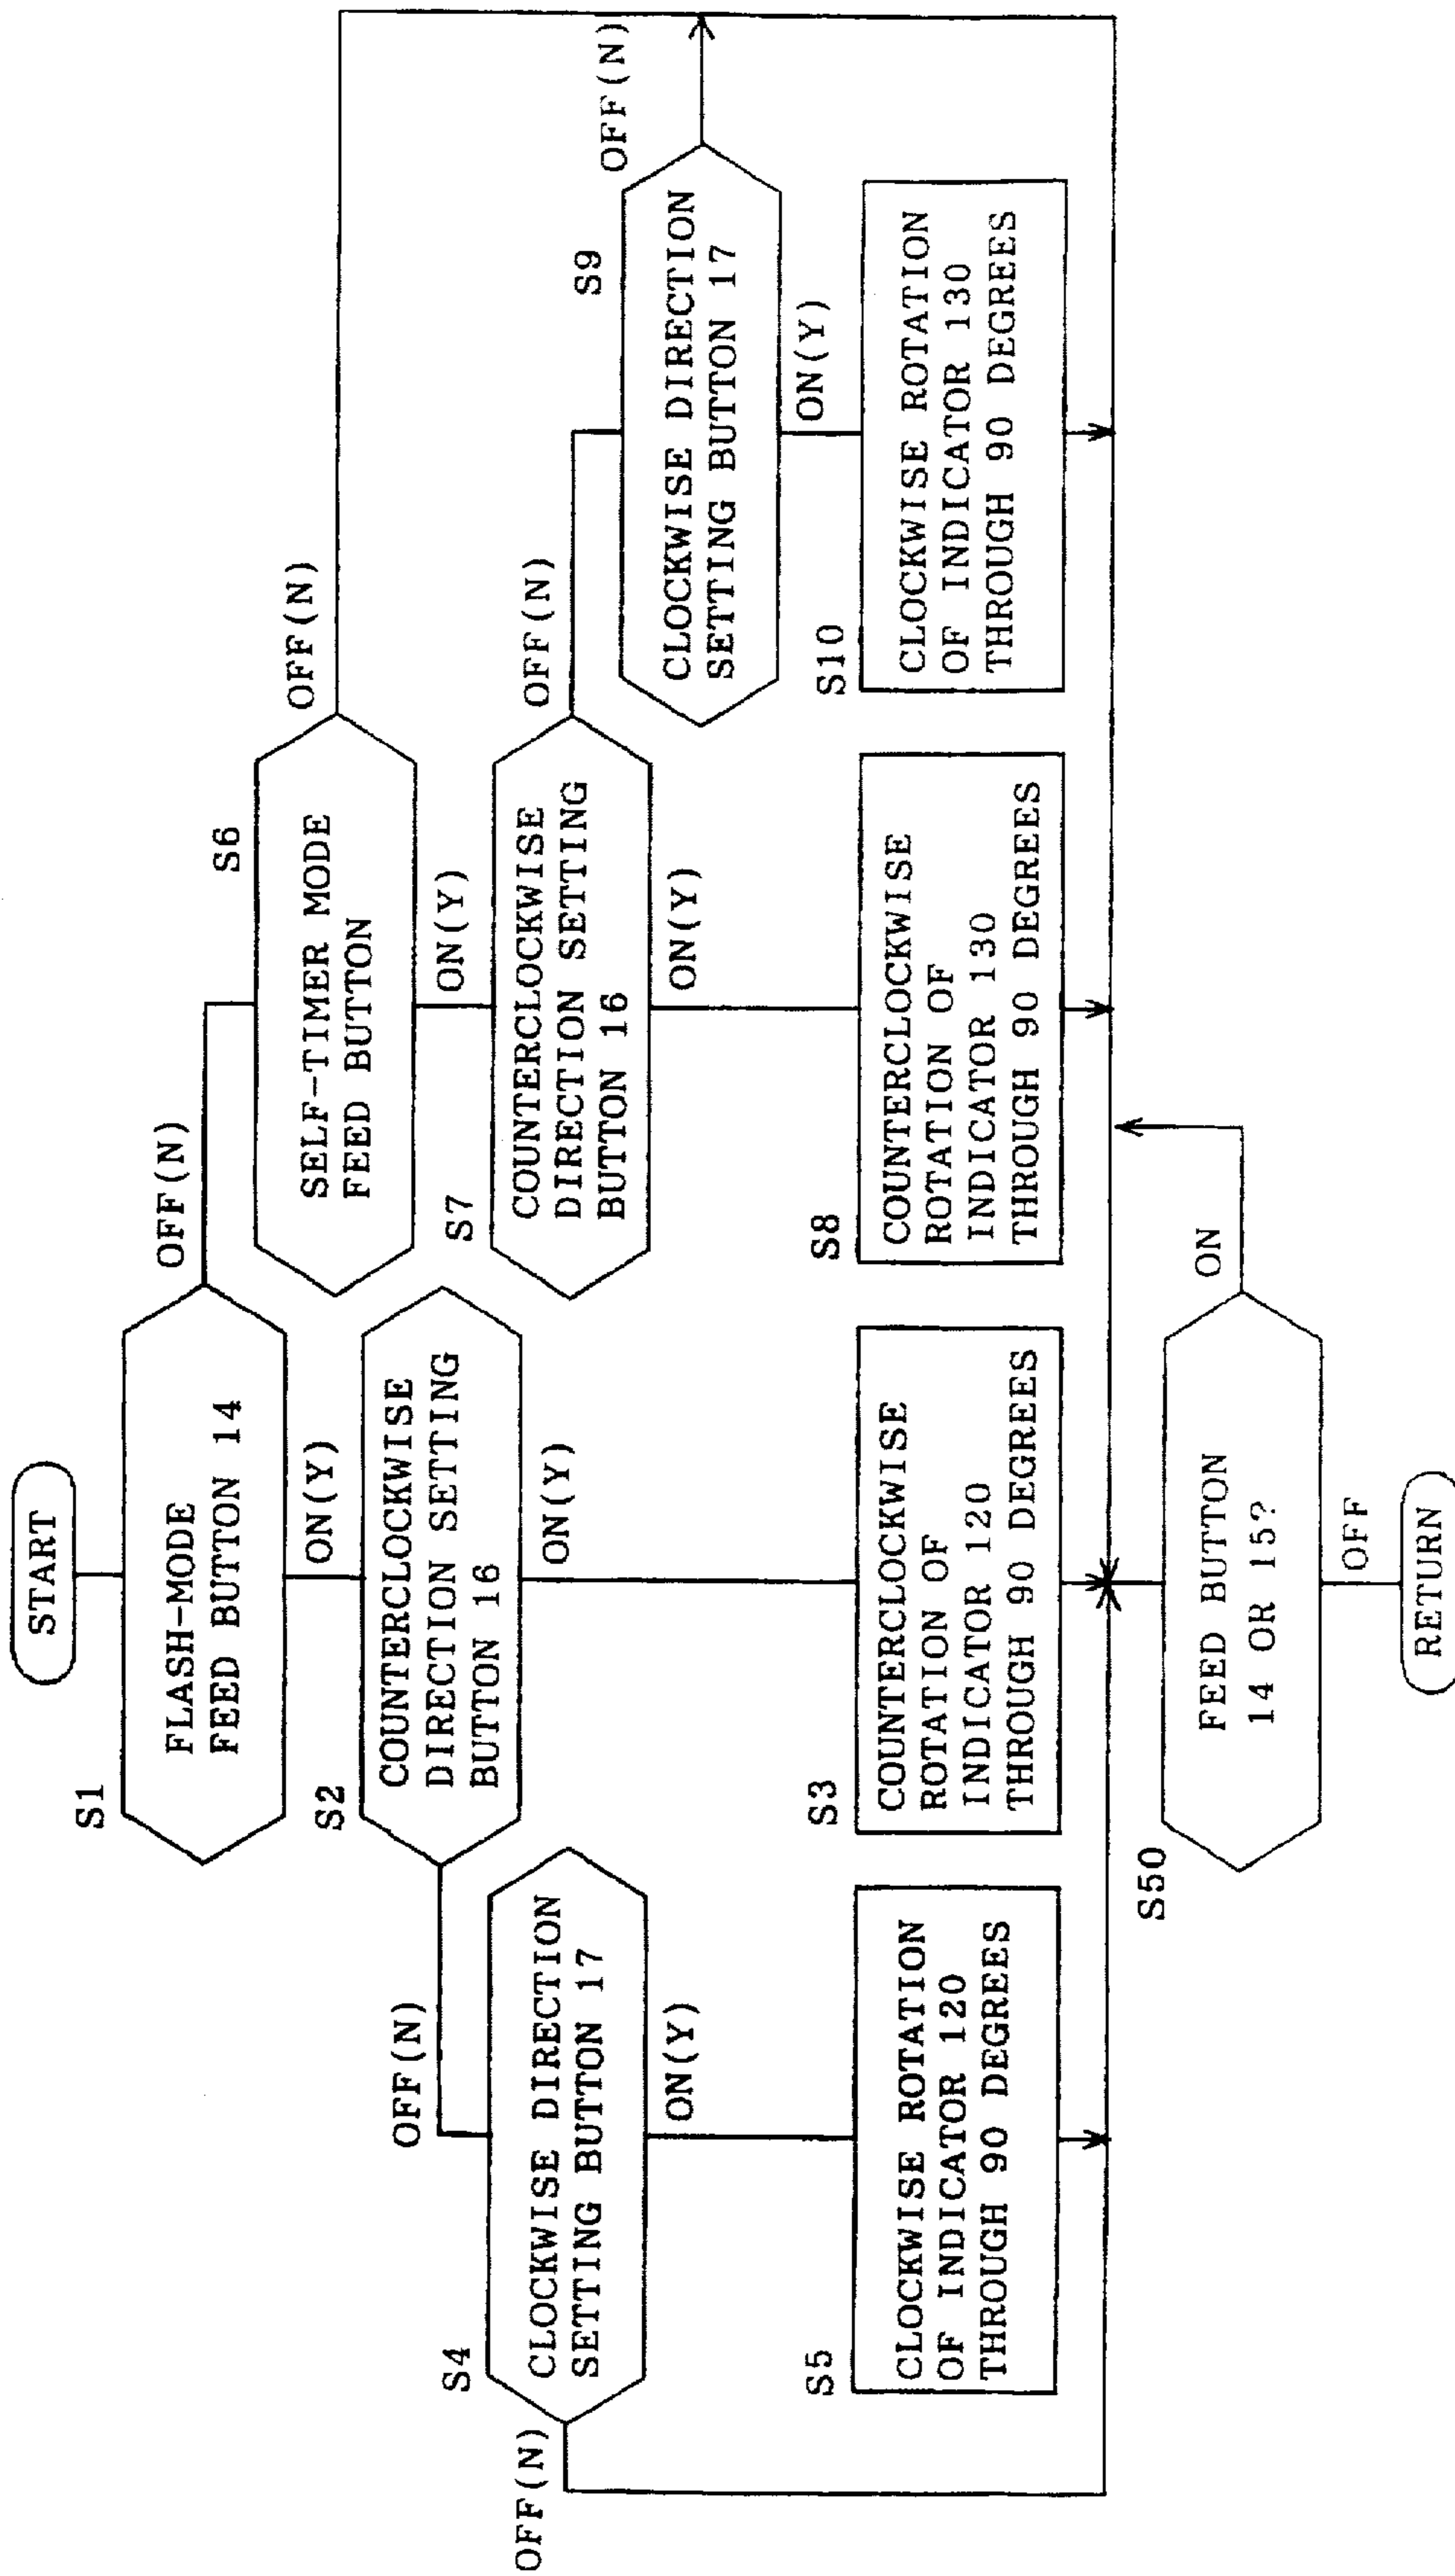 START
S1
FLASH-MODE
FEED BUTTON 14
OFF(N)
ON(Y)
S2
COUNTERCLOCKWISE
DIRECTION SETTING
BUTTON 16
OFF(N)
ON(Y)
S6
SELF-TIMER MODE
FEED BUTTON
OFF(N)
ON(Y)
S4
CLOCKWISE DIRECTION
SETTING BUTTON 17
OFF(N)
ON(Y)
S7
COUNTERCLOCKWISE
DIRECTION SETTING
BUTTON 16
OFF(N)
ON(Y)
S9
CLOCKWISE DIRECTION
SETTING BUTTON 17
OFF(N)
ON(Y)
S5
CLOCKWISE ROTATION
OF INDICATOR 120
THROUGH 90 DEGREES
S3
COUNTERCLOCKWISE
ROTATION OF
INDICATOR 120
THROUGH 90 DEGREES
S8
COUNTERCLOCKWISE
ROTATION OF
INDICATOR 130
THROUGH 90 DEGREES
S10
CLOCKWISE ROTATION
OF INDICATOR 130
THROUGH 90 DEGREES
S50
FEED BUTTON
14 OR 15?
ON
OFF
RETURN